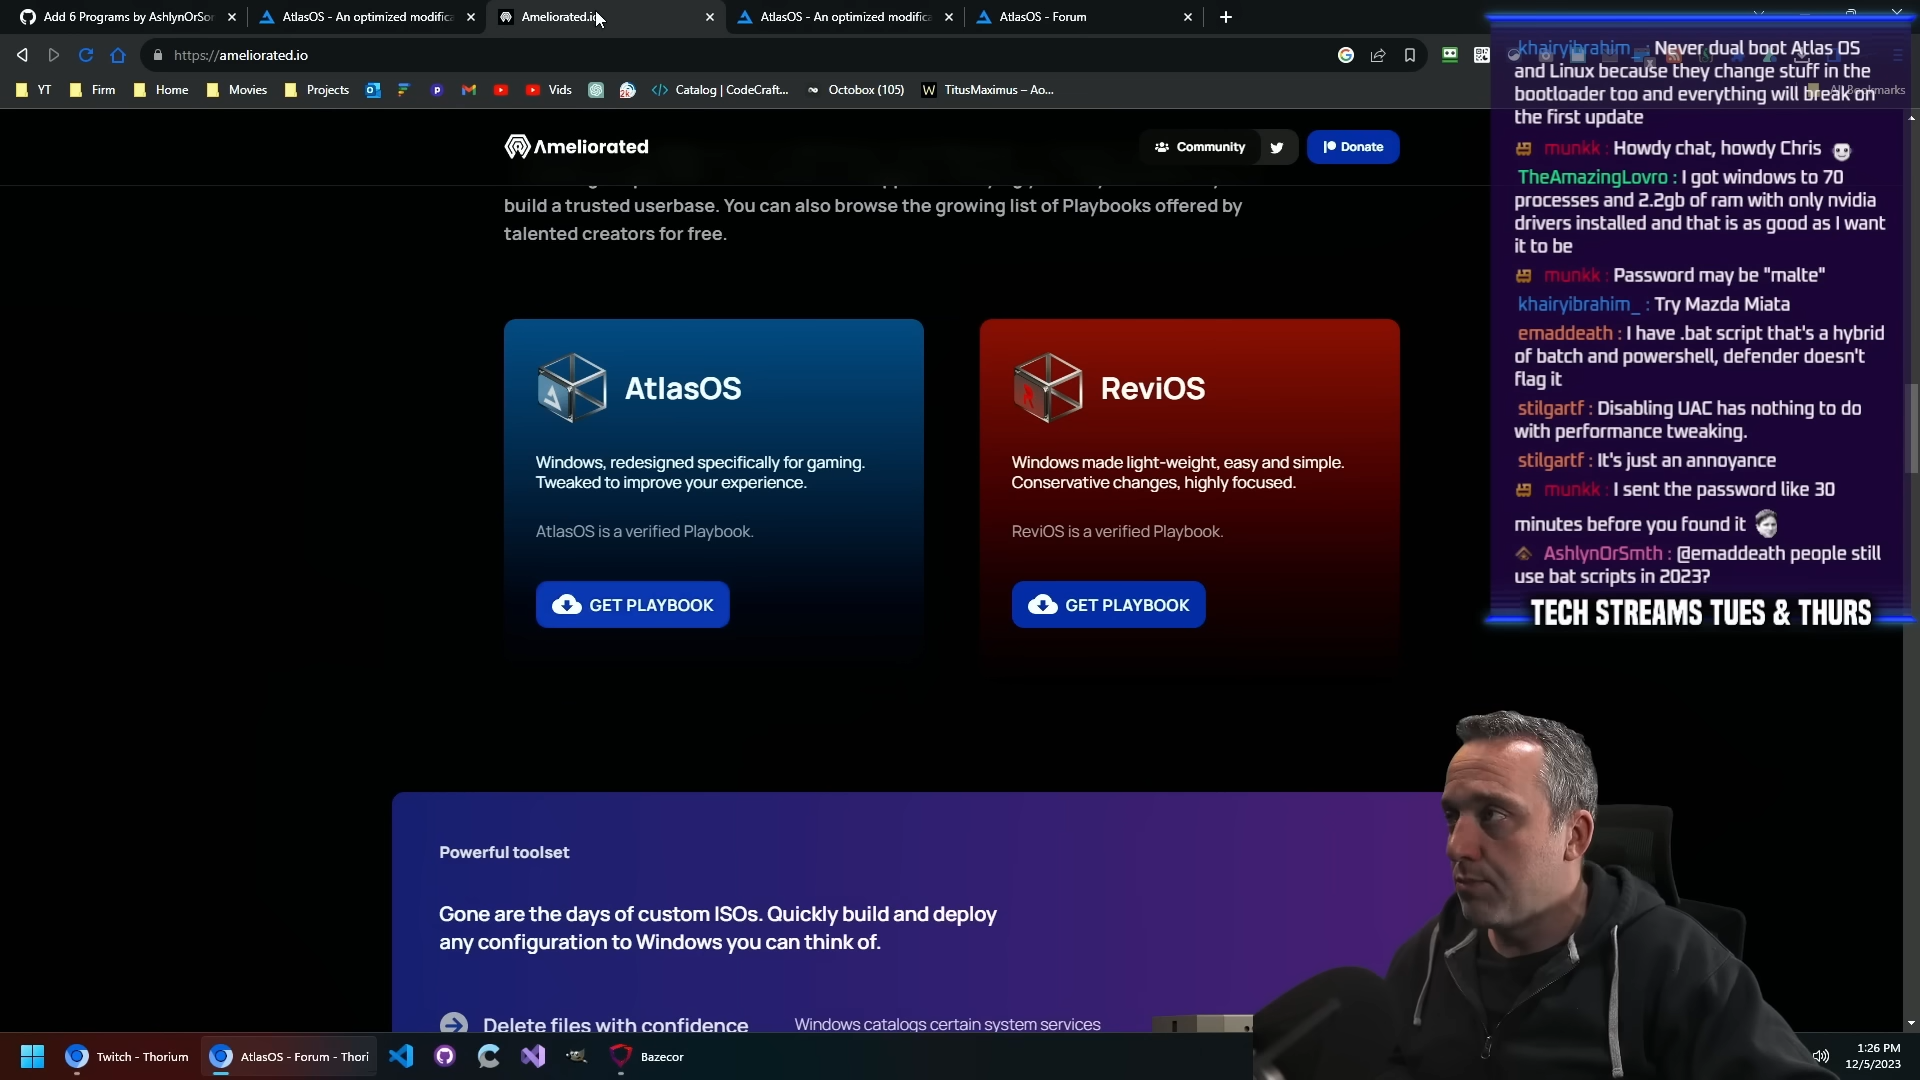 Add 6 Programs by AshlynOrSor
AtlasOS - An optimized modifica
Ameliorated.io
AtlasOS - An optimized modifica
AtlasOS - Forum
https://ameliorated.io
YT
Firm
Home
Movies
Projects
Vids
Catalog | CodeCraft...
Octobox (105)
TitusMaximus – Ao...
All Bookmarks
Ameliorated
Community
Donate
build a trusted userbase. You can also browse the growing list of Playbooks offered by
talented creators for free.
AtlasOS
Windows, redesigned specifically for gaming.
Tweaked to improve your experience.
AtlasOS is a verified Playbook.
GET PLAYBOOK
ReviOS
Windows made light-weight, easy and simple.
Conservative changes, highly focused.
ReviOS is a verified Playbook.
GET PLAYBOOK
Powerful toolset
Gone are the days of custom ISOs. Quickly build and deploy
any configuration to Windows you can think of.
Delete files with confidence
Windows catalogs certain system services
khairyibrahim_ : Never dual boot Atlas OS
and Linux because they change stuff in the
bootloader too and everything will break on
the first update
munkk : Howdy chat, howdy Chris
TheAmazingLovro : I got windows to 70
processes and 2.2gb of ram with only nvidia
drivers installed and that is as good as I want
it to be
munkk : Password may be "malte"
khairyibrahim_ : Try Mazda Miata
emaddeath : I have .bat script that's a hybrid
of batch and powershell, defender doesn't
flag it
stilgartf : Disabling UAC has nothing to do
with performance tweaking.
stilgartf : It's just an annoyance
munkk : I sent the password like 30
minutes before you found it
AshlynOrSmth : @emaddeath people still
use bat scripts in 2023?
TECH STREAMS TUES & THURS
Twitch - Thorium
AtlasOS - Forum - Thori
Bazecor
1:26 PM
12/5/2023